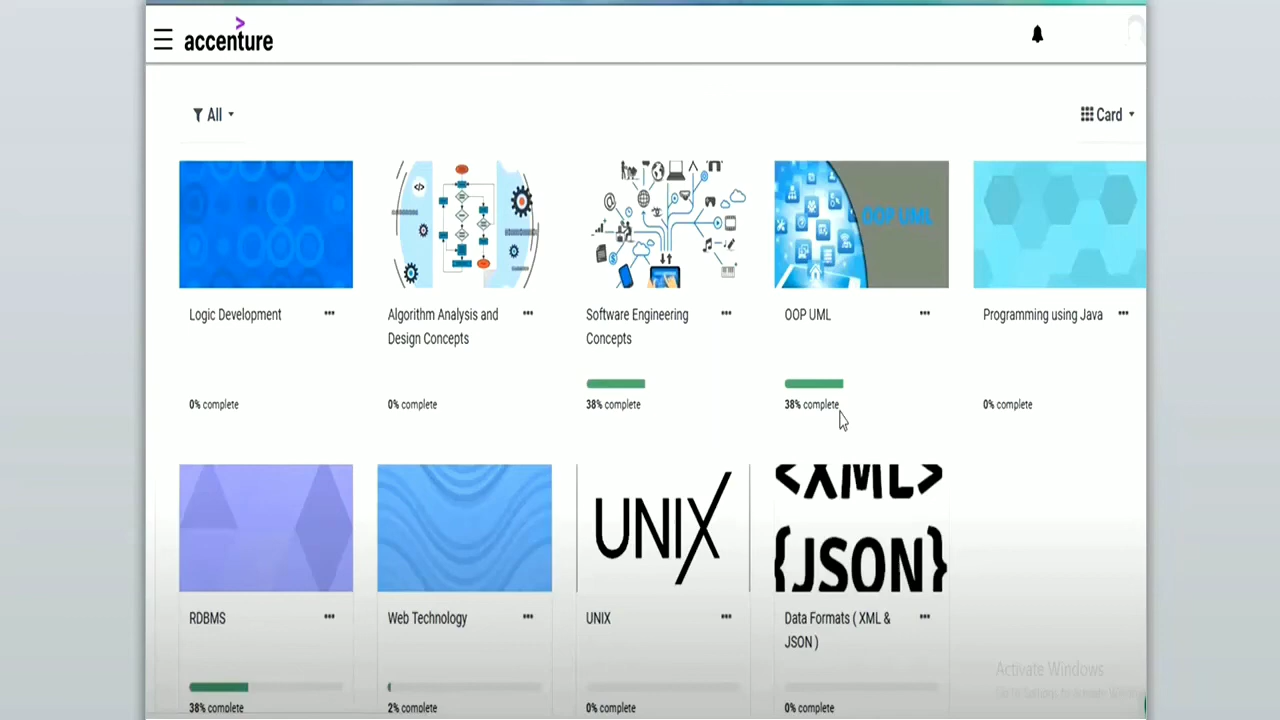 accenture
All
Card
OOP UML
Logic Development
Algorithm Analysis and
Design Concepts
Software Engineering
Concepts
OOP UML
Programming using Java
0% complete
0% complete
38% complete
38% complete
0% complete
UNIX
<XML>
{JSON}
RDBMS
Web Technology
UNIX
Data Formats ( XML &
JSON )
Activate Windows
38% complete
2% complete
0% complete
0% complete